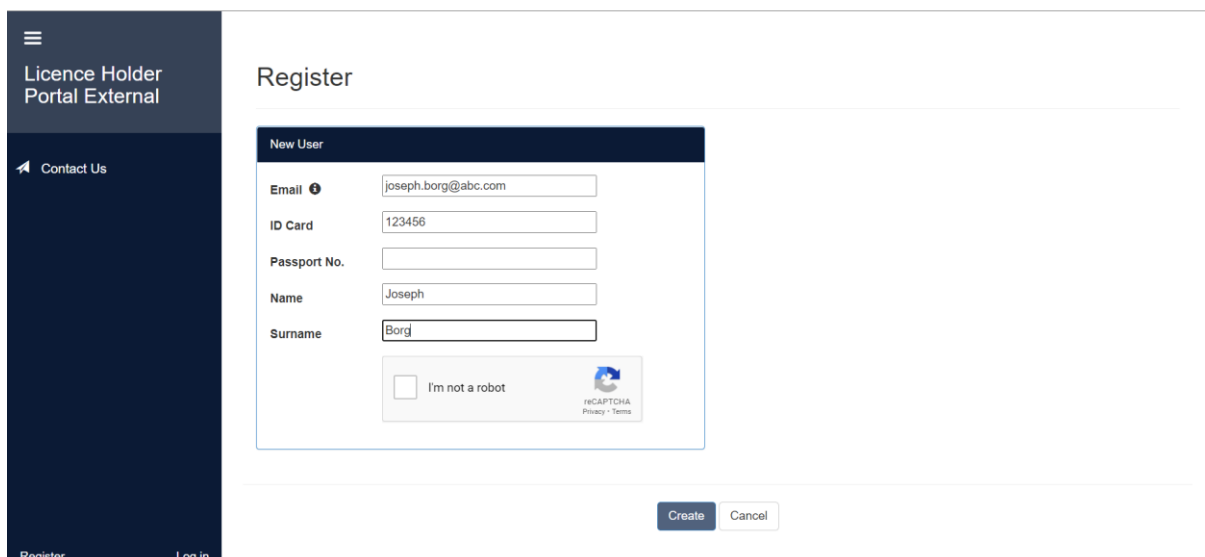 Licence Holder
Portal External
Contact Us
Register
New User
Email joseph.borg@abc.com
ID Card 123456
Passport No.
Name Joseph
Surname Borg
I'm not a robot
reCAPTCHA
Privacy - Terms
Create Cancel
Register Log in